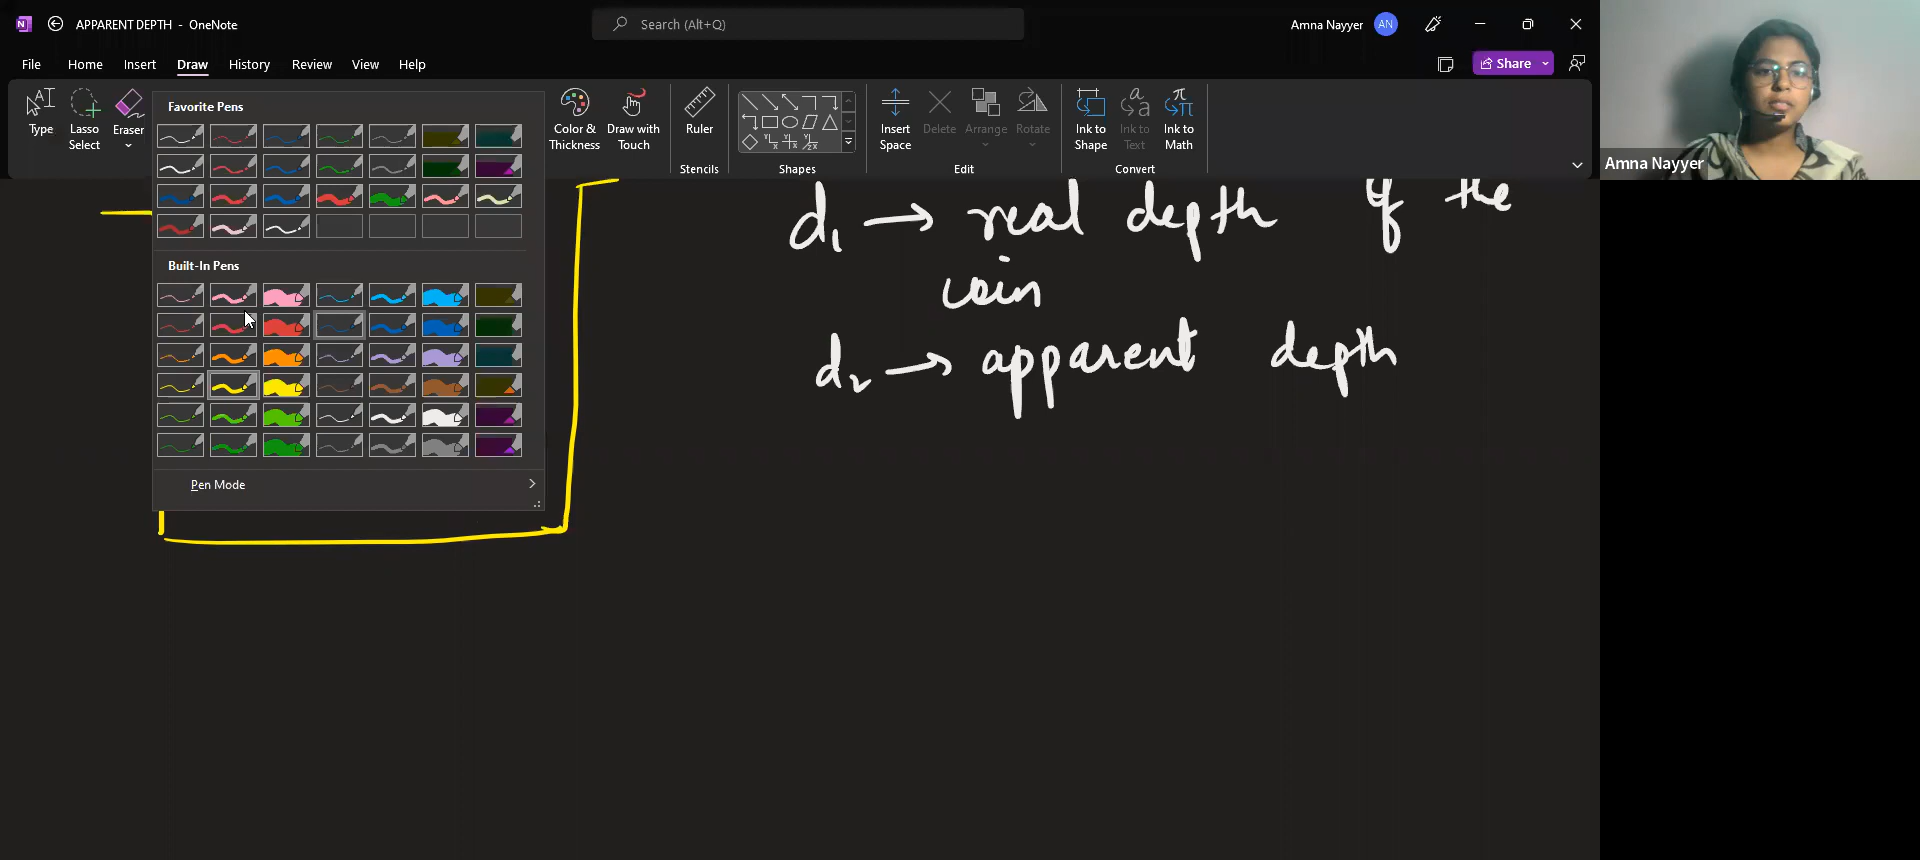 APPARENT DEPTH - OneNote
Search (Alt+Q)
Amna Nayyer
AN
File
Home
Insert
Draw
History
Review
View
Help
Share
Type
Lasso
Select
Eraser
Favorite Pens
Built-In Pens
Pen Mode
Color &
Thickness
Draw with
Touch
Ruler
Stencils
Shapes
Insert
Space
Delete
Arrange
Rotate
Edit
Ink to
Shape
Ink to
Text
Ink to
Math
Convert
Amna Nayyer
d₁ → real depth of the
coin
d₂ → apparent depth